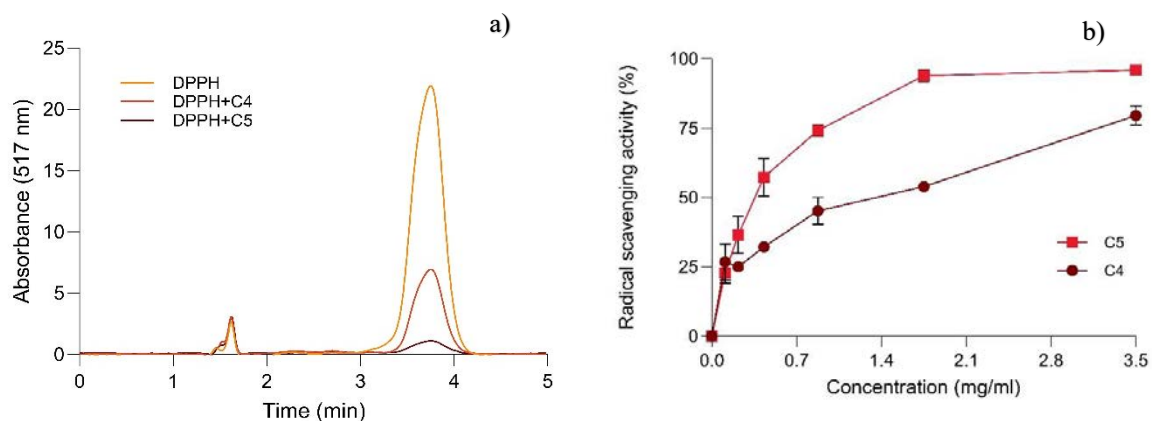 a)
25
20
15
10
5
0
Absorbance (517 nm)
DPPH
DPPH+C4
DPPH+C5
0 1 2 3 4 5
Time (min)
b)
100
75
50
25
0
Radical scavenging activity (%)
C5
C4
0.0 0.7 1.4 2.1 2.8 3.5
Concentration (mg/ml)